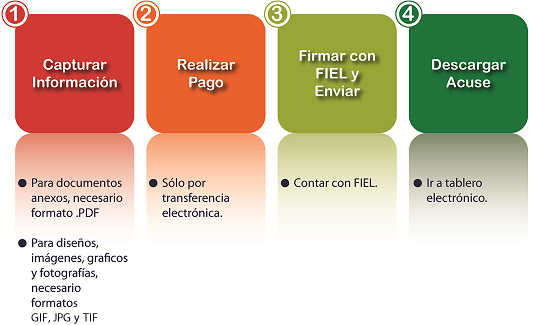 1
Capturar
Información
Para documentos
anexos, necesario
formato .PDF
Para diseños,
imágenes, graficos
y fotografías,
necesario
formatos
GIF, JPG y TIF
2
Realizar
Pago
Sólo por
transferencia
electrónica.
3
Firmar con
FIEL y
Enviar
Contar con FIEL.
4
Descargar
Acuse
Ir a tablero
electrónico.